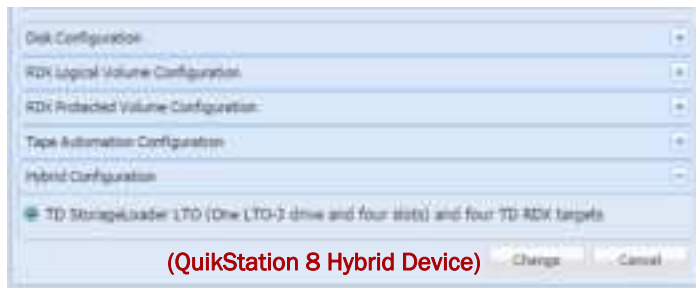 Disk Configuration
RDX Logical Volume Configuration
RDX Protected Volume Configuration
Tape Automation Configuration
Hybrid Configuration
TD StorageLoader LTO (One LTO-3 drive and four slots) and four TD RDX targets
(QuikStation 8 Hybrid Device) Change Cancel